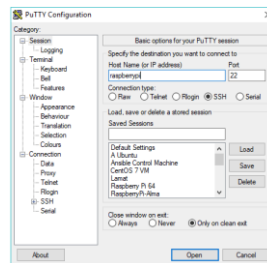 PuTTY Configuration
Category:
Session
Logging
Terminal
Keyboard
Bell
Features
Window
Appearance
Behaviour
Translation
Selection
Colours
Connection
Data
Proxy
Telnet
Rlogin
SSH
Serial
Basic options for your PuTTY session
Specify the destination you want to connect to
Host Name (or IP address) Port
raspberrypi 22
Connection type:
Raw Telnet Rlogin SSH Serial
Load, save or delete a stored session
Saved Sessions
Default Settings
A Ubuntu
Ansible Control Machine
CentOS 7 VM
Lamat
Raspberry Pi 64
RaspberryPi-Alma
Load
Save
Delete
Close window on exit:
Always Never Only on clean exit
About Open Cancel